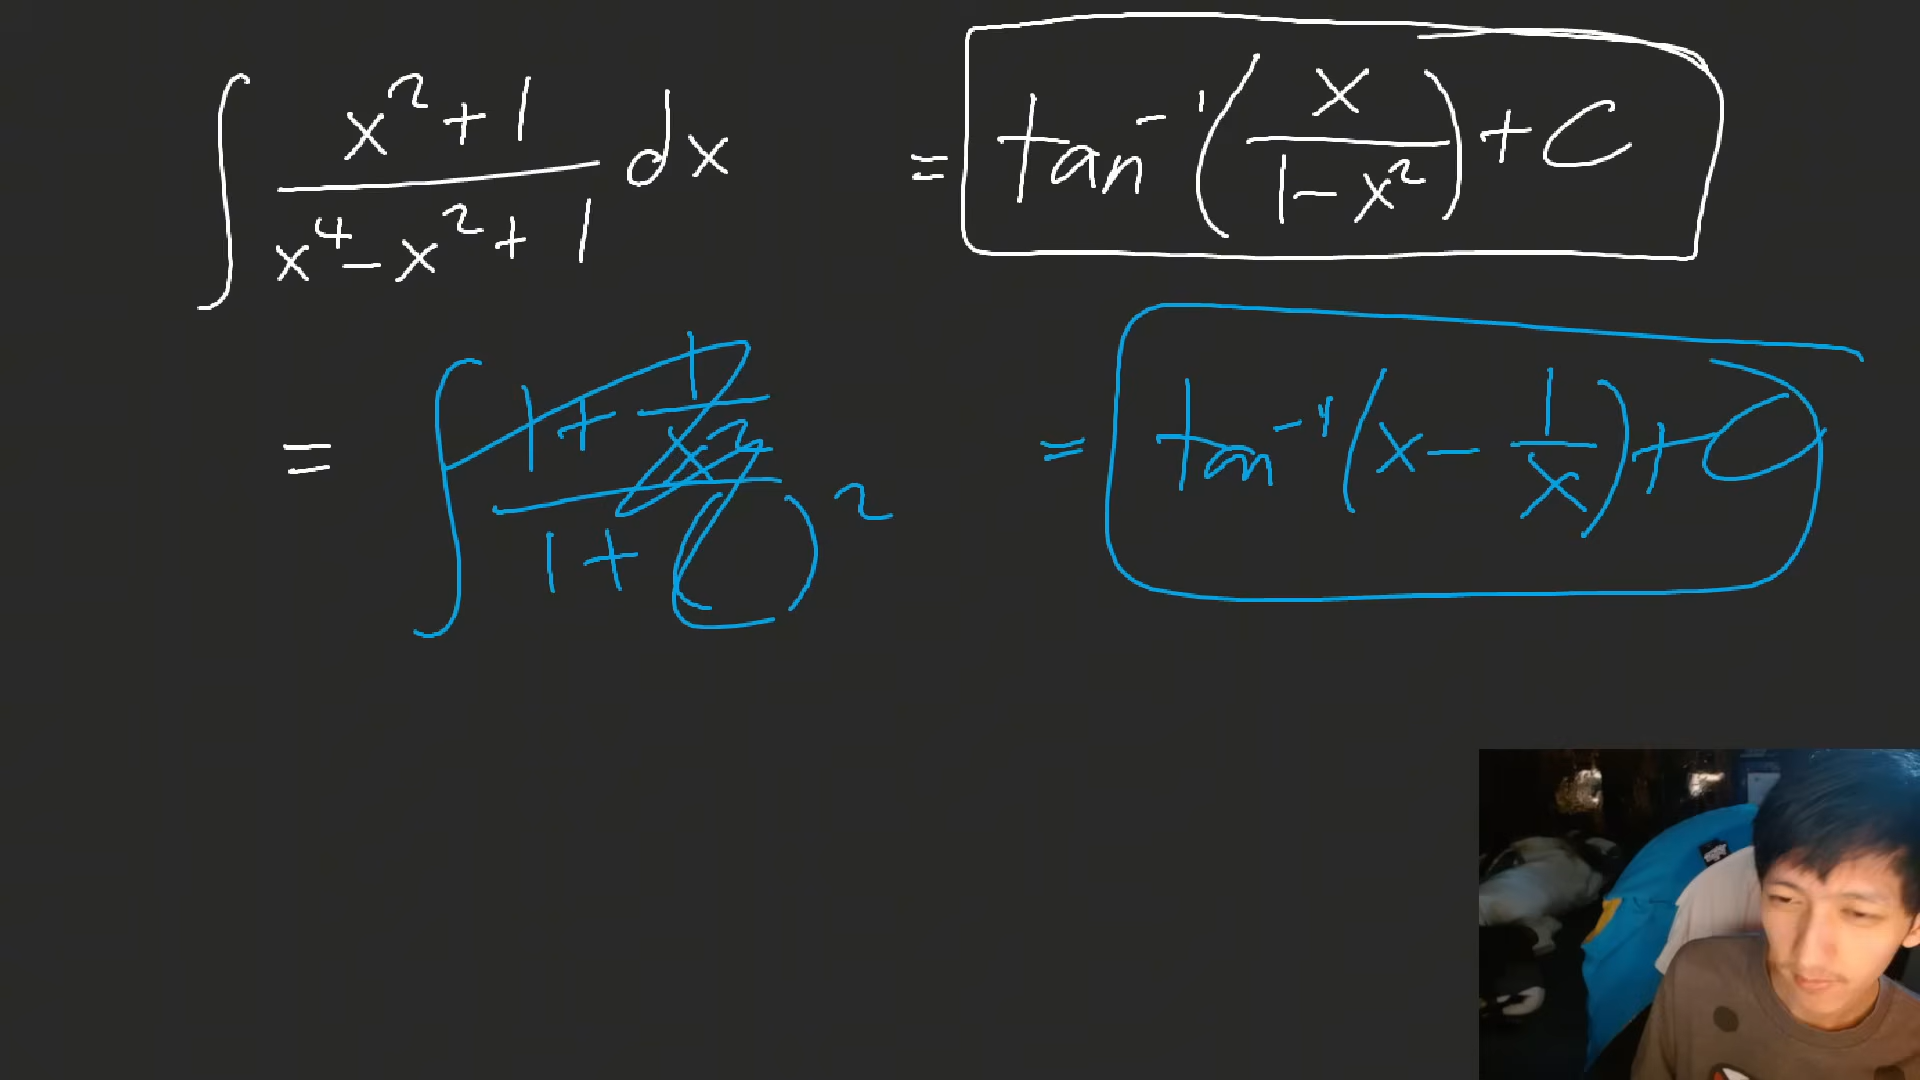 ∫ x²+1 / x⁴-x²+1 dx = tan⁻¹(x / 1-x²)+C
= ∫ 1+ 1/x² / 1+( )² = tan⁻¹(x- 1/x)+C